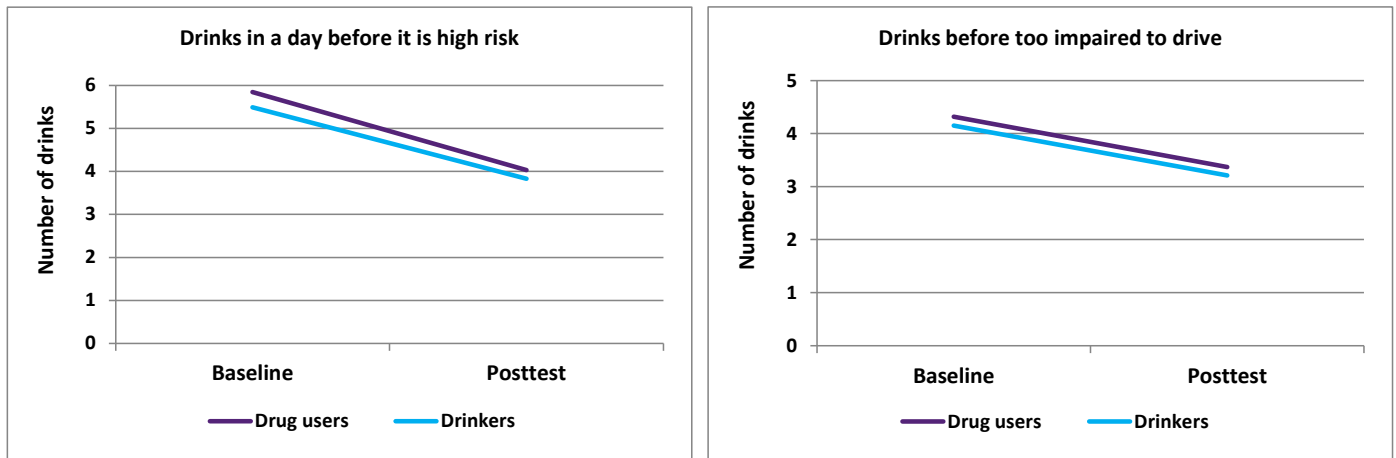 Drinks in a day before it is high risk
Number of drinks
6
5
4
3
2
1
0
Baseline Posttest
Drug users Drinkers
Drinks before too impaired to drive
Number of drinks
5
4
3
2
1
0
Baseline Posttest
Drug users Drinkers